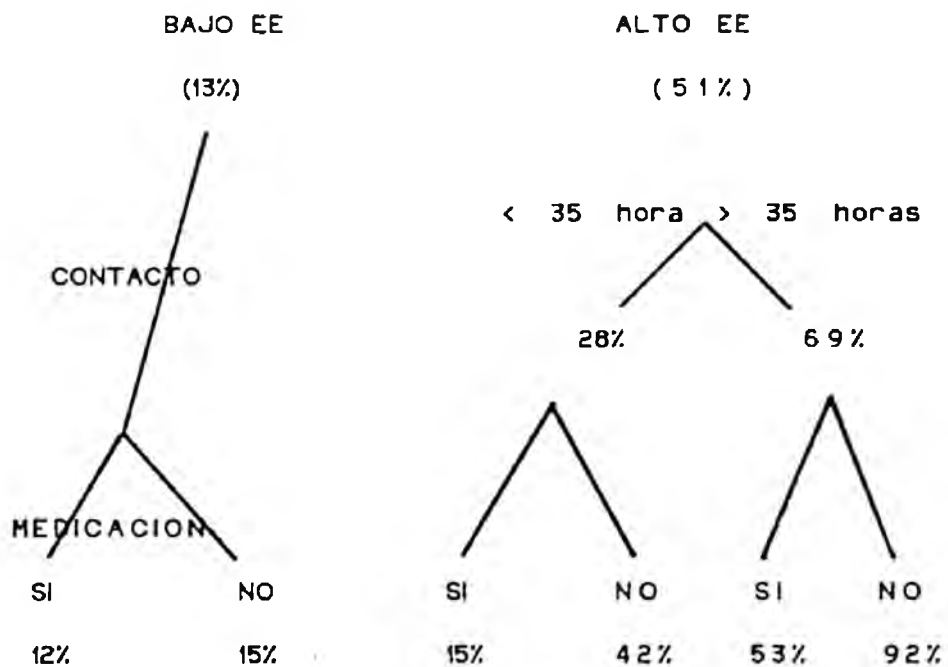 BAJO EE ALTO EE
(13%) (51%)
< 35 hora > 35 horas
CONTACTO
28% 69%
MEDICACION
SI NO SI NO SI NO
12% 15% 15% 42% 53% 92%